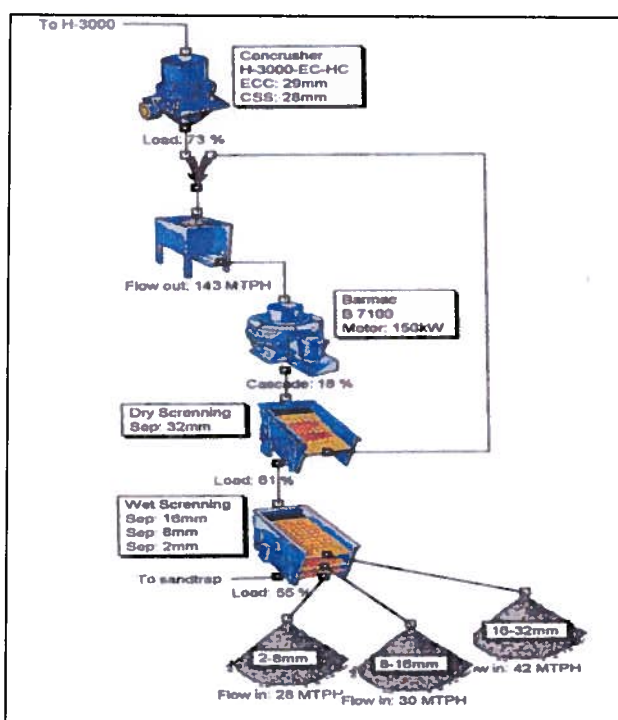 To H-3000
Concrusher
H-3000-EC-HC
ECC: 29mm
CSS: 28mm
Load: 73 %
Flow out: 143 MTPH
Barmac
B 7100
Motor: 150kW
Cascade: 18 %
Dry Screnning
Sep: 32mm
Load: 61 %
Wet Screnning
Sep: 16mm
Sep: 8mm
Sep: 2mm
To sandtrap
Load: 55 %
16-32mm
2-8mm
8-16mm
ow in: 42 MTPH
Flow in: 28 MTPH
Flow in: 30 MTPH